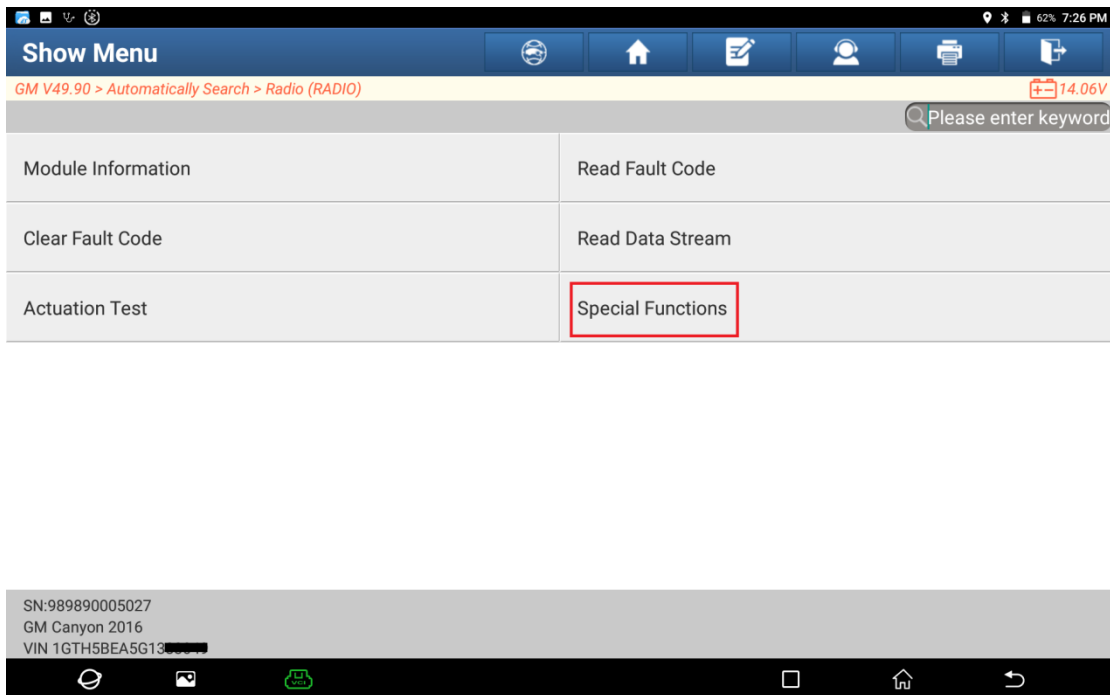 62% 7:26 PM
Show Menu
GM V49.90 > Automatically Search > Radio (RADIO)
14.06V
Please enter keyword
Module Information
Read Fault Code
Clear Fault Code
Read Data Stream
Actuation Test
Special Functions
SN:989890005027
GM Canyon 2016
VIN 1GTH5BEA5G13
VCI